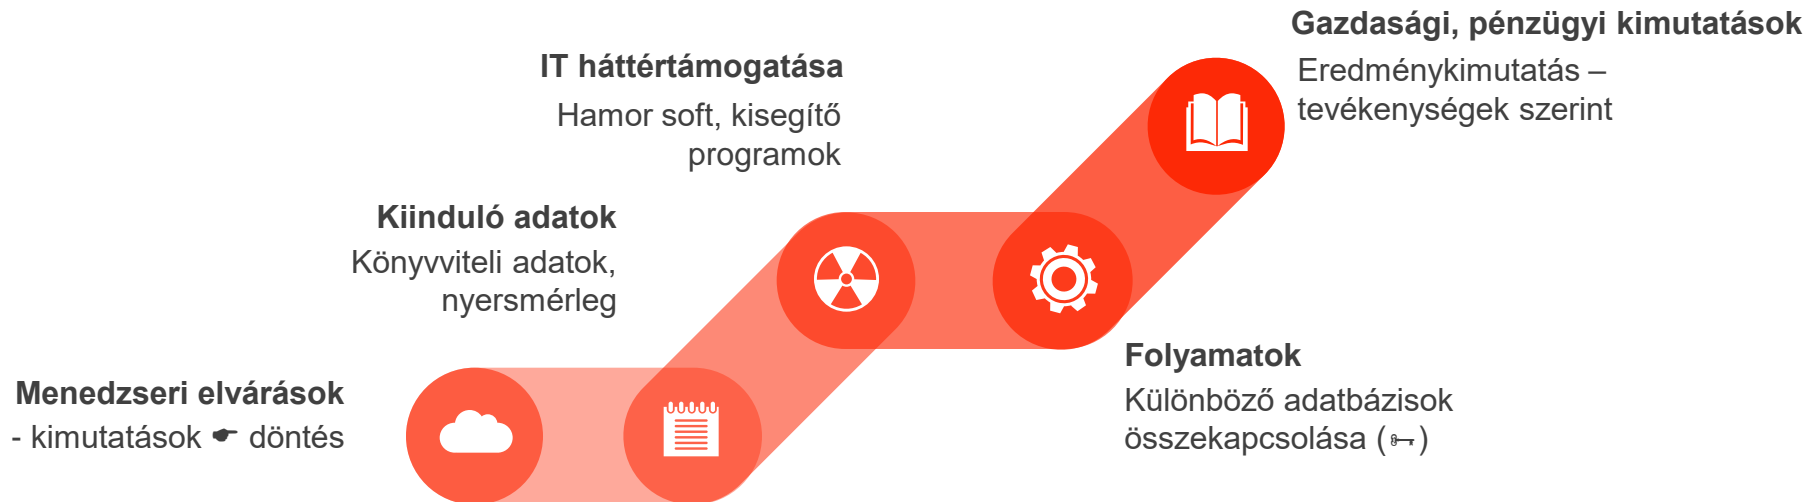 Gazdasági, pénzügyi kimutatások
Eredménykimutatás –
tevékenységek szerint
IT háttértámogatása
Hamor soft, kisegítő
programok
Kiinduló adatok
Könyvviteli adatok,
nyersmérleg
Menedzseri elvárások
- kimutatások ☛ döntés
Folyamatok
Különböző adatbázisok
összekapcsolása (🗝)